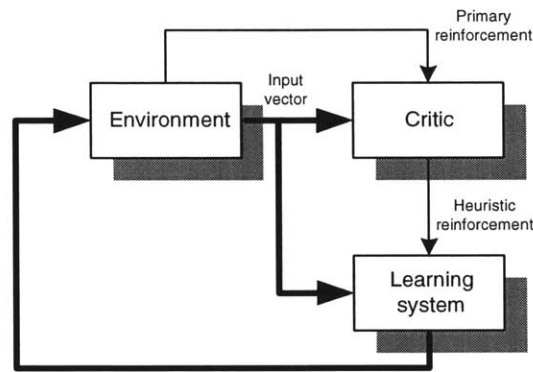 Primary
reinforcement
Input
vector
Environment
Critic
Heuristic
reinforcement
Learning
system